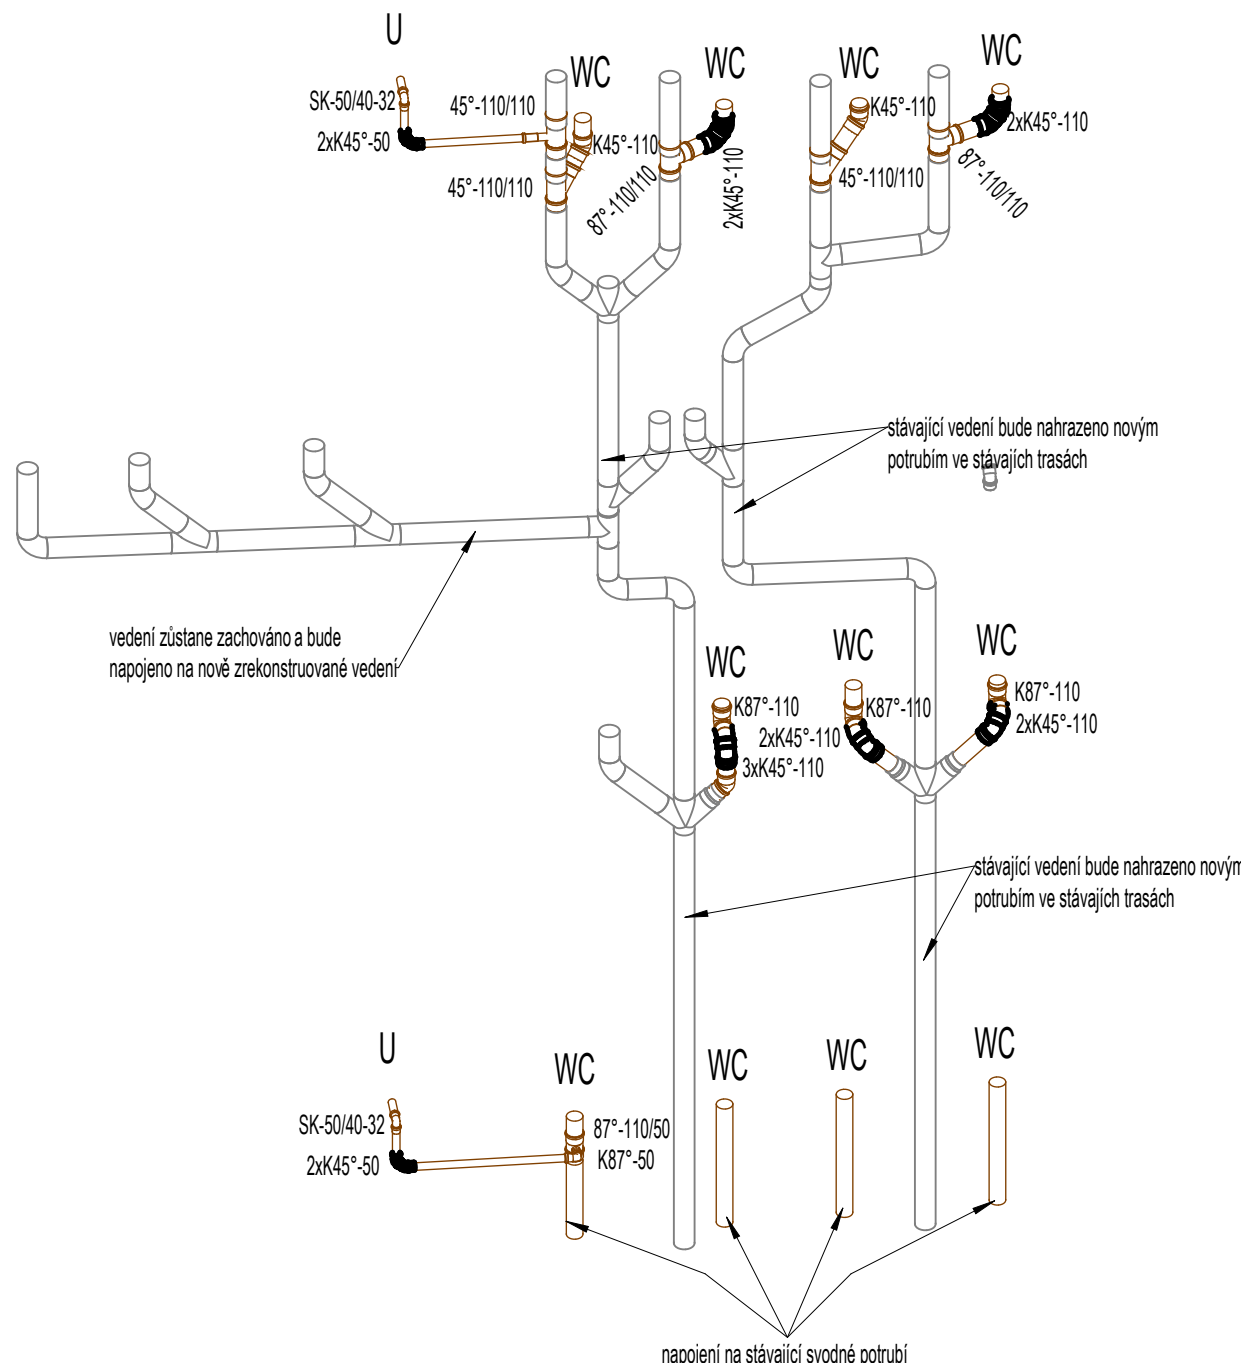 U
WC
WC
WC
WC
SK-50/40-32
2xK45°-50
45°-110/110
K45°-110
45°-110/110
87°-110/110
2xK45°-110
K45°-110
45°-110/110
2xK45°-110
87°-110/110
stávající vedení bude nahrazeno novým
potrubím ve stávajích trasách
vedení zůstane zachováno a bude
napojeno na nově zrekonstruované vedení
WC
WC
WC
K87°-110
3xK45°-110
K87°-110
2xK45°-110
K87°-110
2xK45°-110
stávající vedení bude nahrazeno novým
potrubím ve stávajích trasách
U
WC
WC
WC
WC
SK-50/40-32
2xK45°-50
87°-110/50
K87°-50
napojení na stávající svodné potrubí